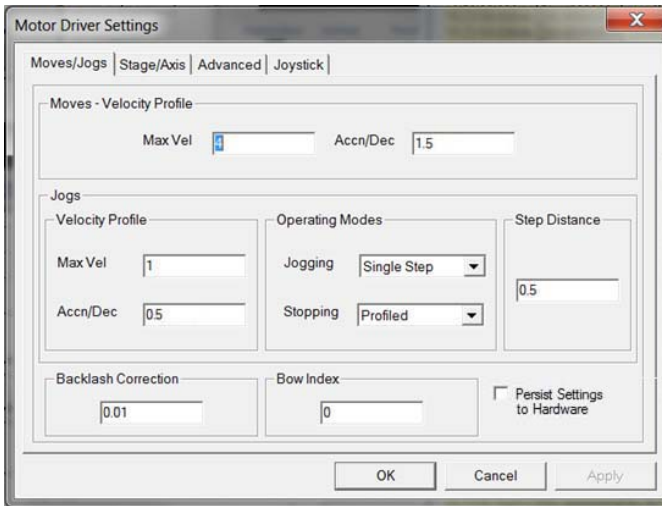 Motor Driver Settings
Moves/Jogs Stage/Axis Advanced Joystick
Moves - Velocity Profile
Max Vel 4 Accn/Dec 1.5
Jogs
Velocity Profile Operating Modes Step Distance
Max Vel 1 Jogging Single Step
0.5
Accn/Dec 0.5 Stopping Profiled
Backlash Correction Bow Index
Persist Settings
to Hardware
0.01 0
OK Cancel Apply